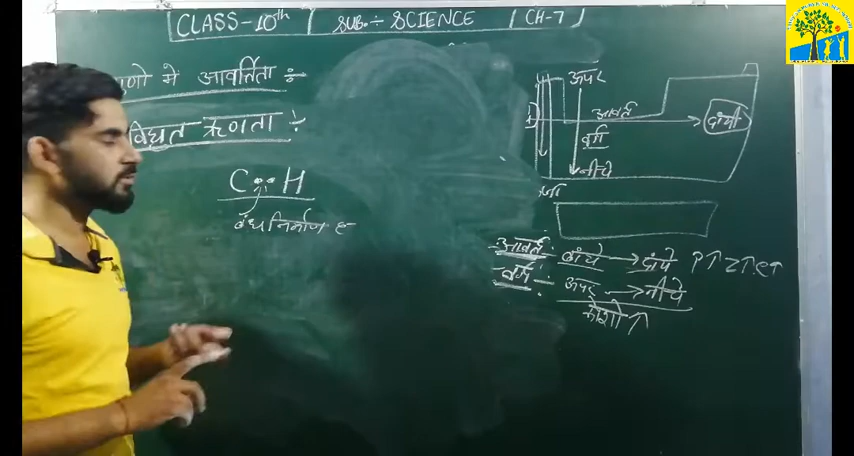 CLASS-10th | SUB.÷ SCIENCE | CH-7
णो मे आवर्तिता ÷
विद्युत ऋणता :
C H
बंध निर्माण e-
ऊपर
आवर्त
वर्ग
नीचे
दांयी
आवर्त: बांये → दांये P↑ Z↑ e↑
वर्ग: ऊपर → नीचे
कोशो ↑